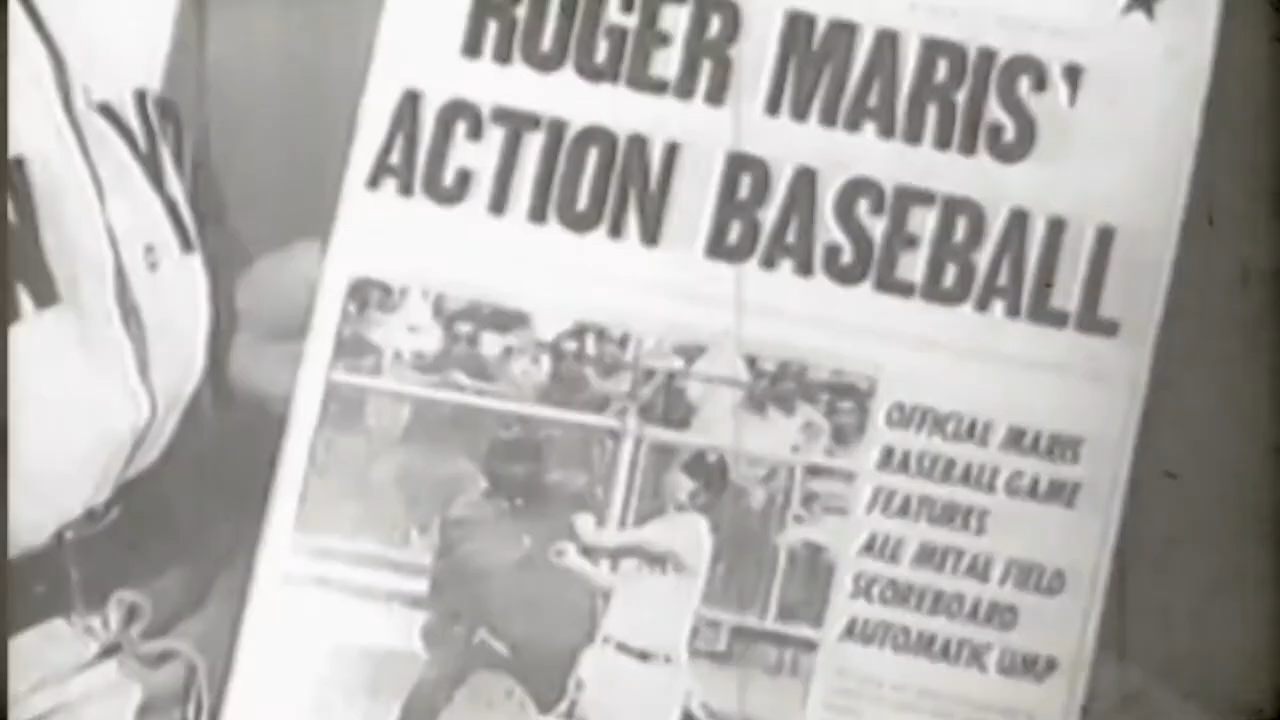 ROGER MARIS'
ACTION BASEBALL
OFFICIAL MARIS
BASEBALL GAME
FEATURES
ALL METAL FIELD
SCOREBOARD
AUTOMATIC UMP